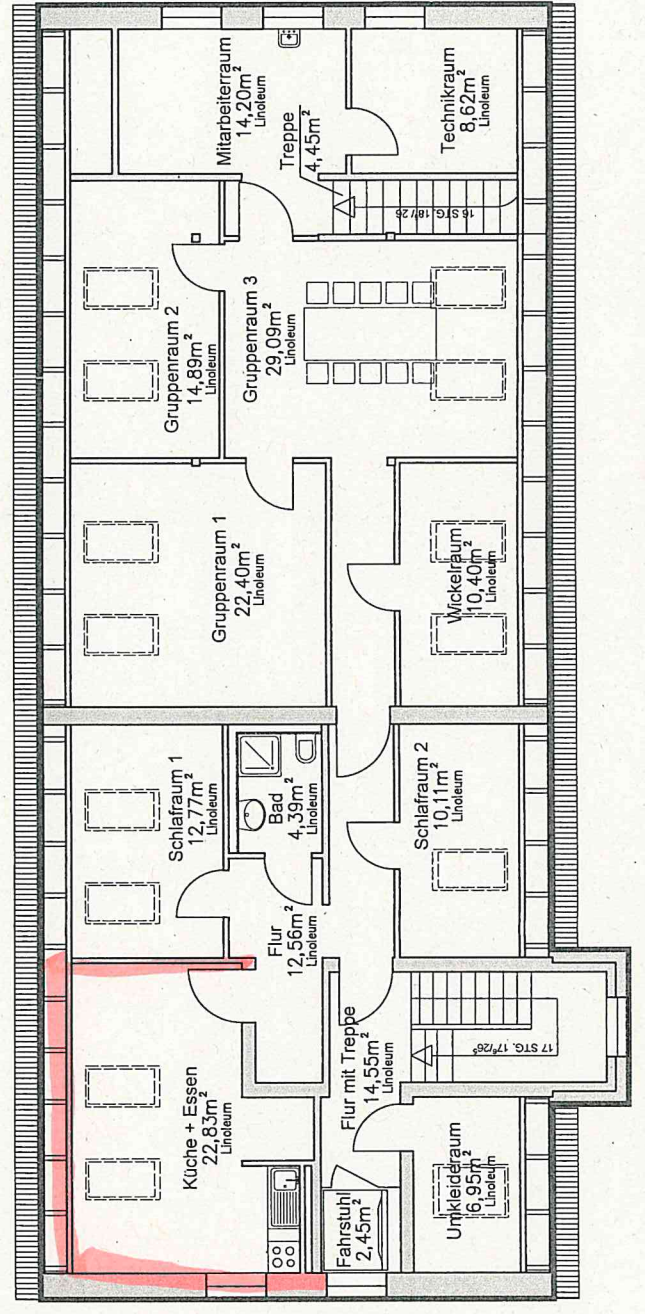 Mitarbeiterraum
14,20m²
Linoleum
Treppe
4,45m²
Technikraum
8,62m²
Linoleum
16 STG. 18⁷/26
Gruppenraum 2
14,89m²
Linoleum
Gruppenraum 3
29,09m²
Linoleum
Gruppenraum 1
22,40m²
Linoleum
Wickelraum
10,40m²
Linoleum
Schlafraum 1
12,77m²
Linoleum
Bad
4,39m²
Linoleum
Schlafraum 2
10,11m²
Linoleum
Flur
12,56m²
Linoleum
Küche + Essen
22,83m²
Linoleum
Flur mit Treppe
14,55m²
Linoleum
17 STG. 17⁶/26⁵
Fahrstuhl
2,45m²
Umkleideraum
6,95m²
Linoleum